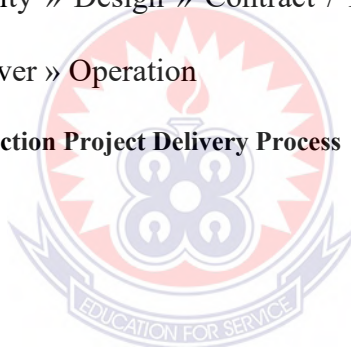 ity » Design » Contract /
ver » Operation
ction Project Delivery Process
EDUCATION FOR SERVICE